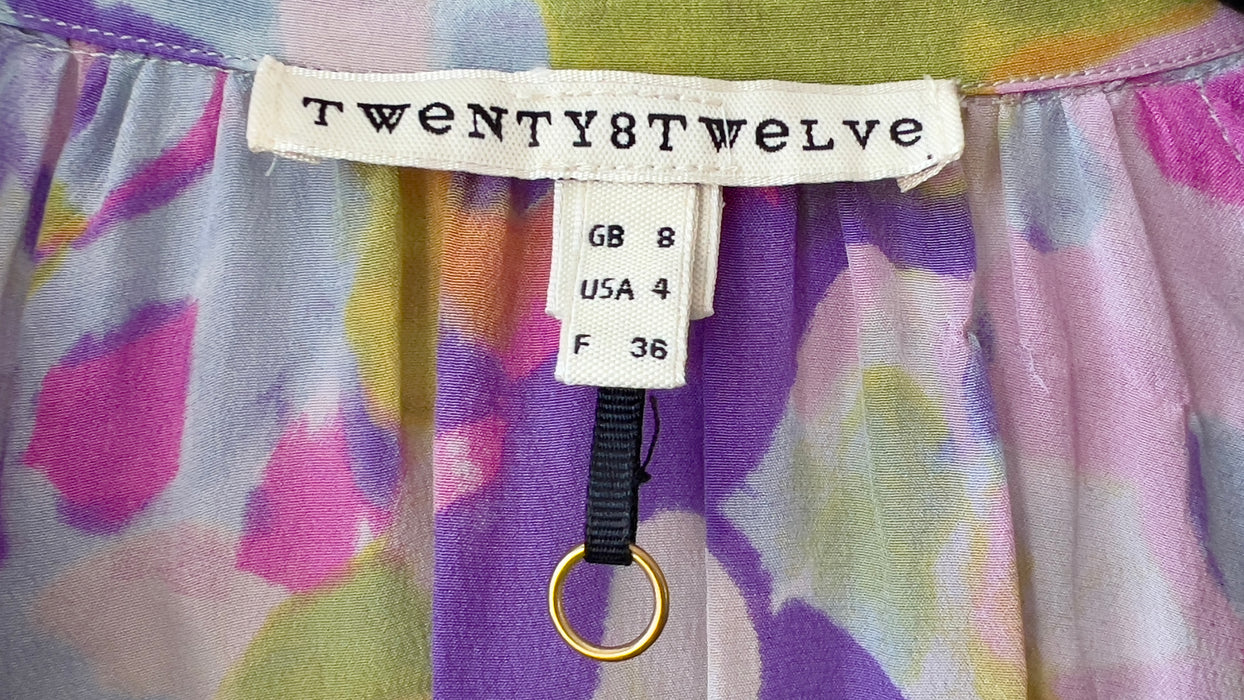 TWeNTY8TWeLVe.
GB 8
USA 4
F 36